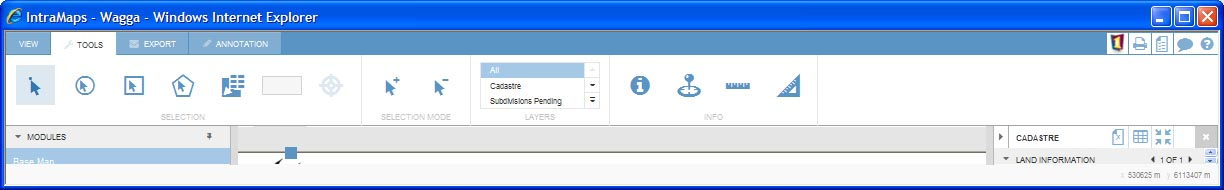 IntraMaps - Wagga - Windows Internet Explorer
VIEW TOOLS EXPORT ANNOTATION
All
Cadastre
Subdivisions Pending
SELECTION SELECTION MODE LAYERS INFO
MODULES CADASTRE
Base Map LAND INFORMATION 1 OF 1
x 530625 m y 6113407 m